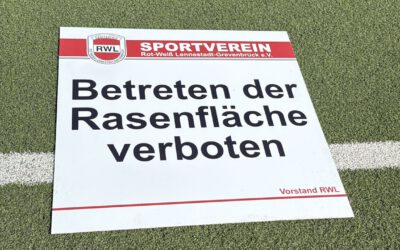 RWL
SPORTVEREIN
Rot-Weiß Lennestadt-Grevenbrück e.V.
Betreten der
Rasenfläche
verboten
Vorstand RWL